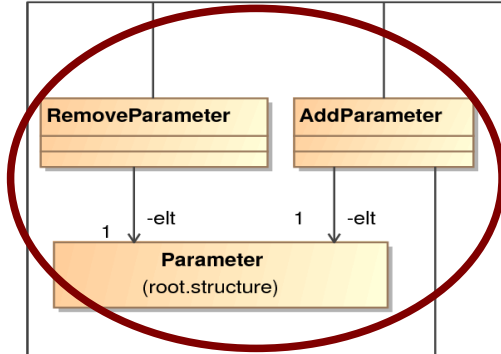 RemoveParameter
AddParameter
-elt
1
-elt
1
Parameter
(root.structure)